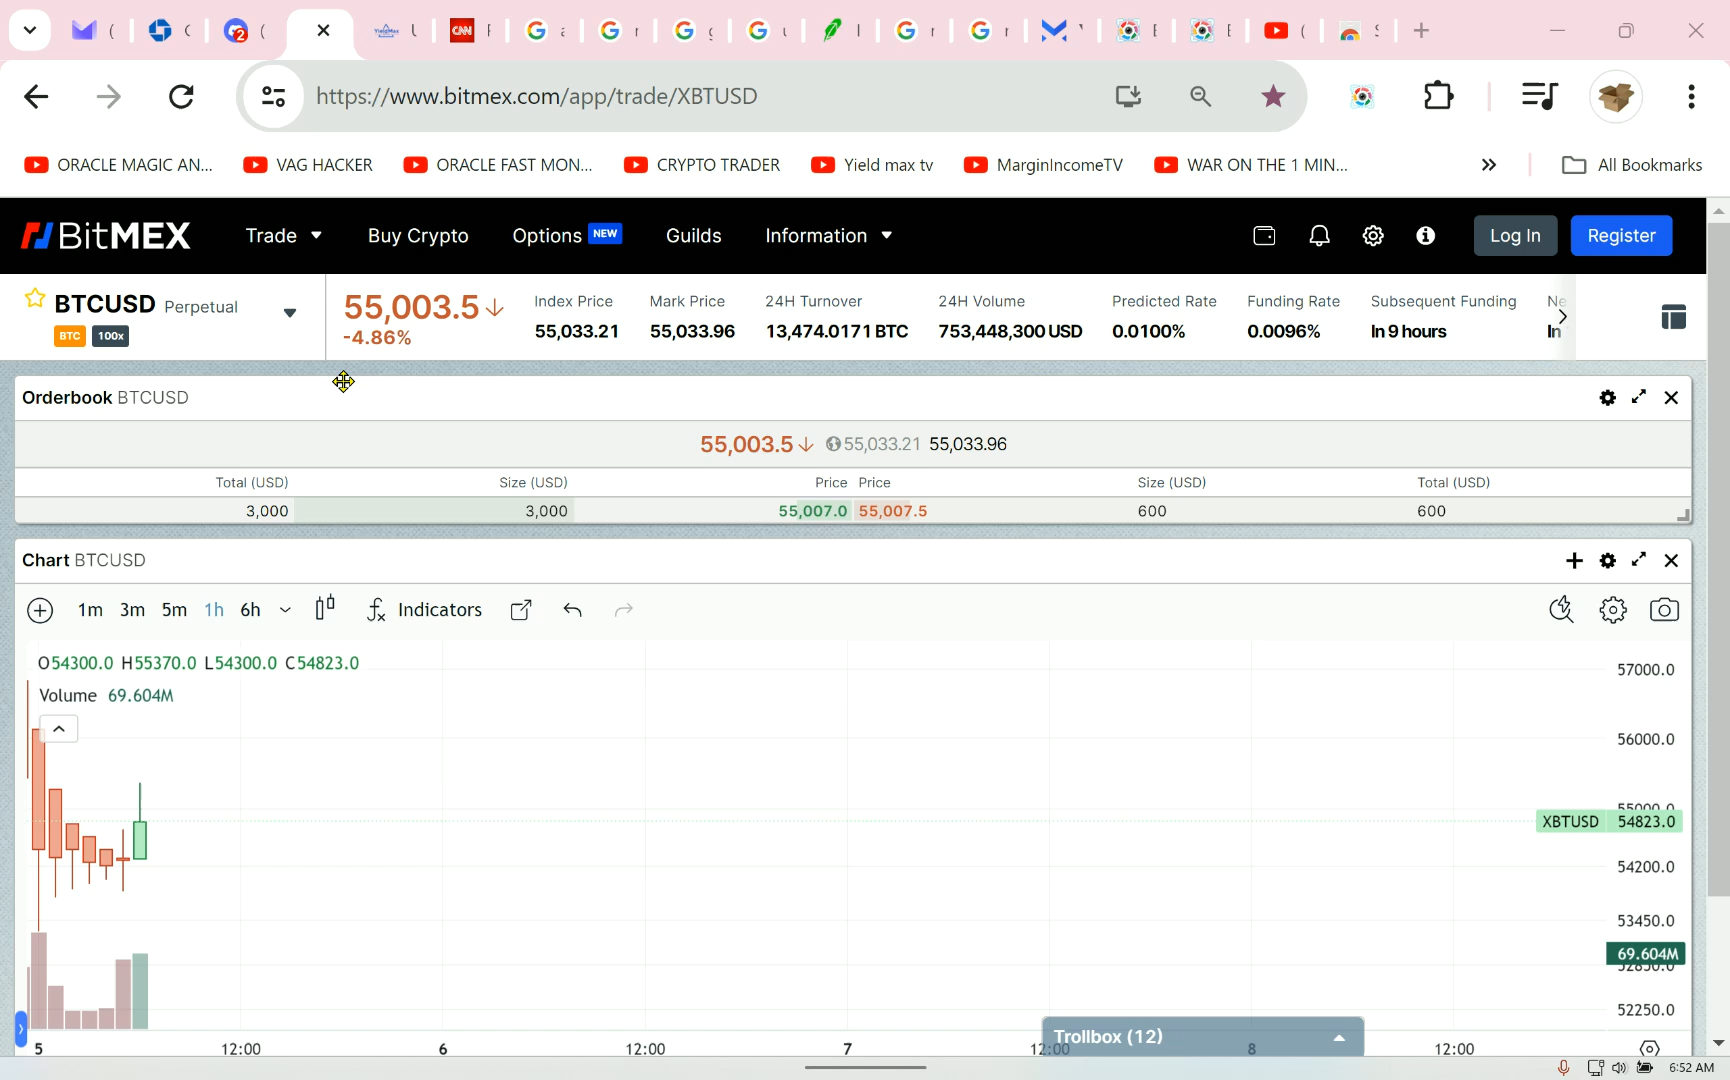 https://www.bitmex.com/app/trade/XBTUSD
ORACLE MAGIC AN... VAG HACKER ORACLE FAST MON... CRYPTO TRADER Yield max tv MarginIncomeTV WAR ON THE 1 MIN... » All Bookmarks
BitMEX Trade Buy Crypto Options NEW Guilds Information Log In Register
BTCUSD Perpetual
BTC 100x
55,003.5↓
-4.86%
Index Price Mark Price 24H Turnover 24H Volume Predicted Rate Funding Rate Subsequent Funding Ne
55,033.21 55,033.96 13,474.0171 BTC 753,448,300 USD 0.0100% 0.0096% In 9 hours In
Orderbook BTCUSD
55,003.5↓ 55,033.21 55,033.96
Total (USD) Size (USD) Price Price Size (USD) Total (USD)
3,000 3,000 55,007.0 55,007.5 600 600
Chart BTCUSD
1m 3m 5m 1h 6h Indicators
O54300.0 H55370.0 L54300.0 C54823.0
Volume 69.604M
57000.0
56000.0
55000.0
XBTUSD 54823.0
54200.0
53450.0
69.604M
52850.0
52250.0
Trollbox (12)
5 12:00 6 12:00 7 12:00 8 12:00
6:52 AM